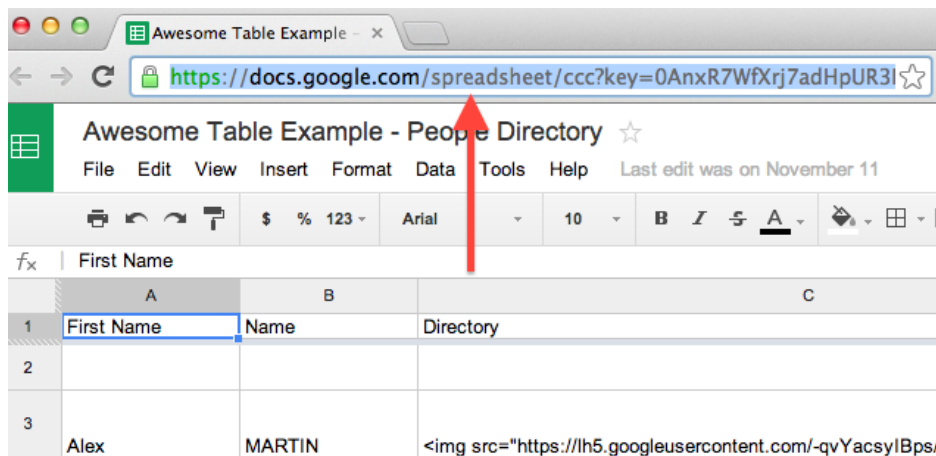 Awesome Table Example -
https://docs.google.com/spreadsheet/ccc?key=0AnxR7WfXrj7adHpUR3
Awesome Table Example - People Directory
File Edit View Insert Format Data Tools Help Last edit was on November 11
$ % 123 Arial 10 B I S A
fx First Name
A B C
1 First Name Name Directory
2
3 Alex MARTIN <img src="https://lh5.googleusercontent.com/-qvYacsyIBps/